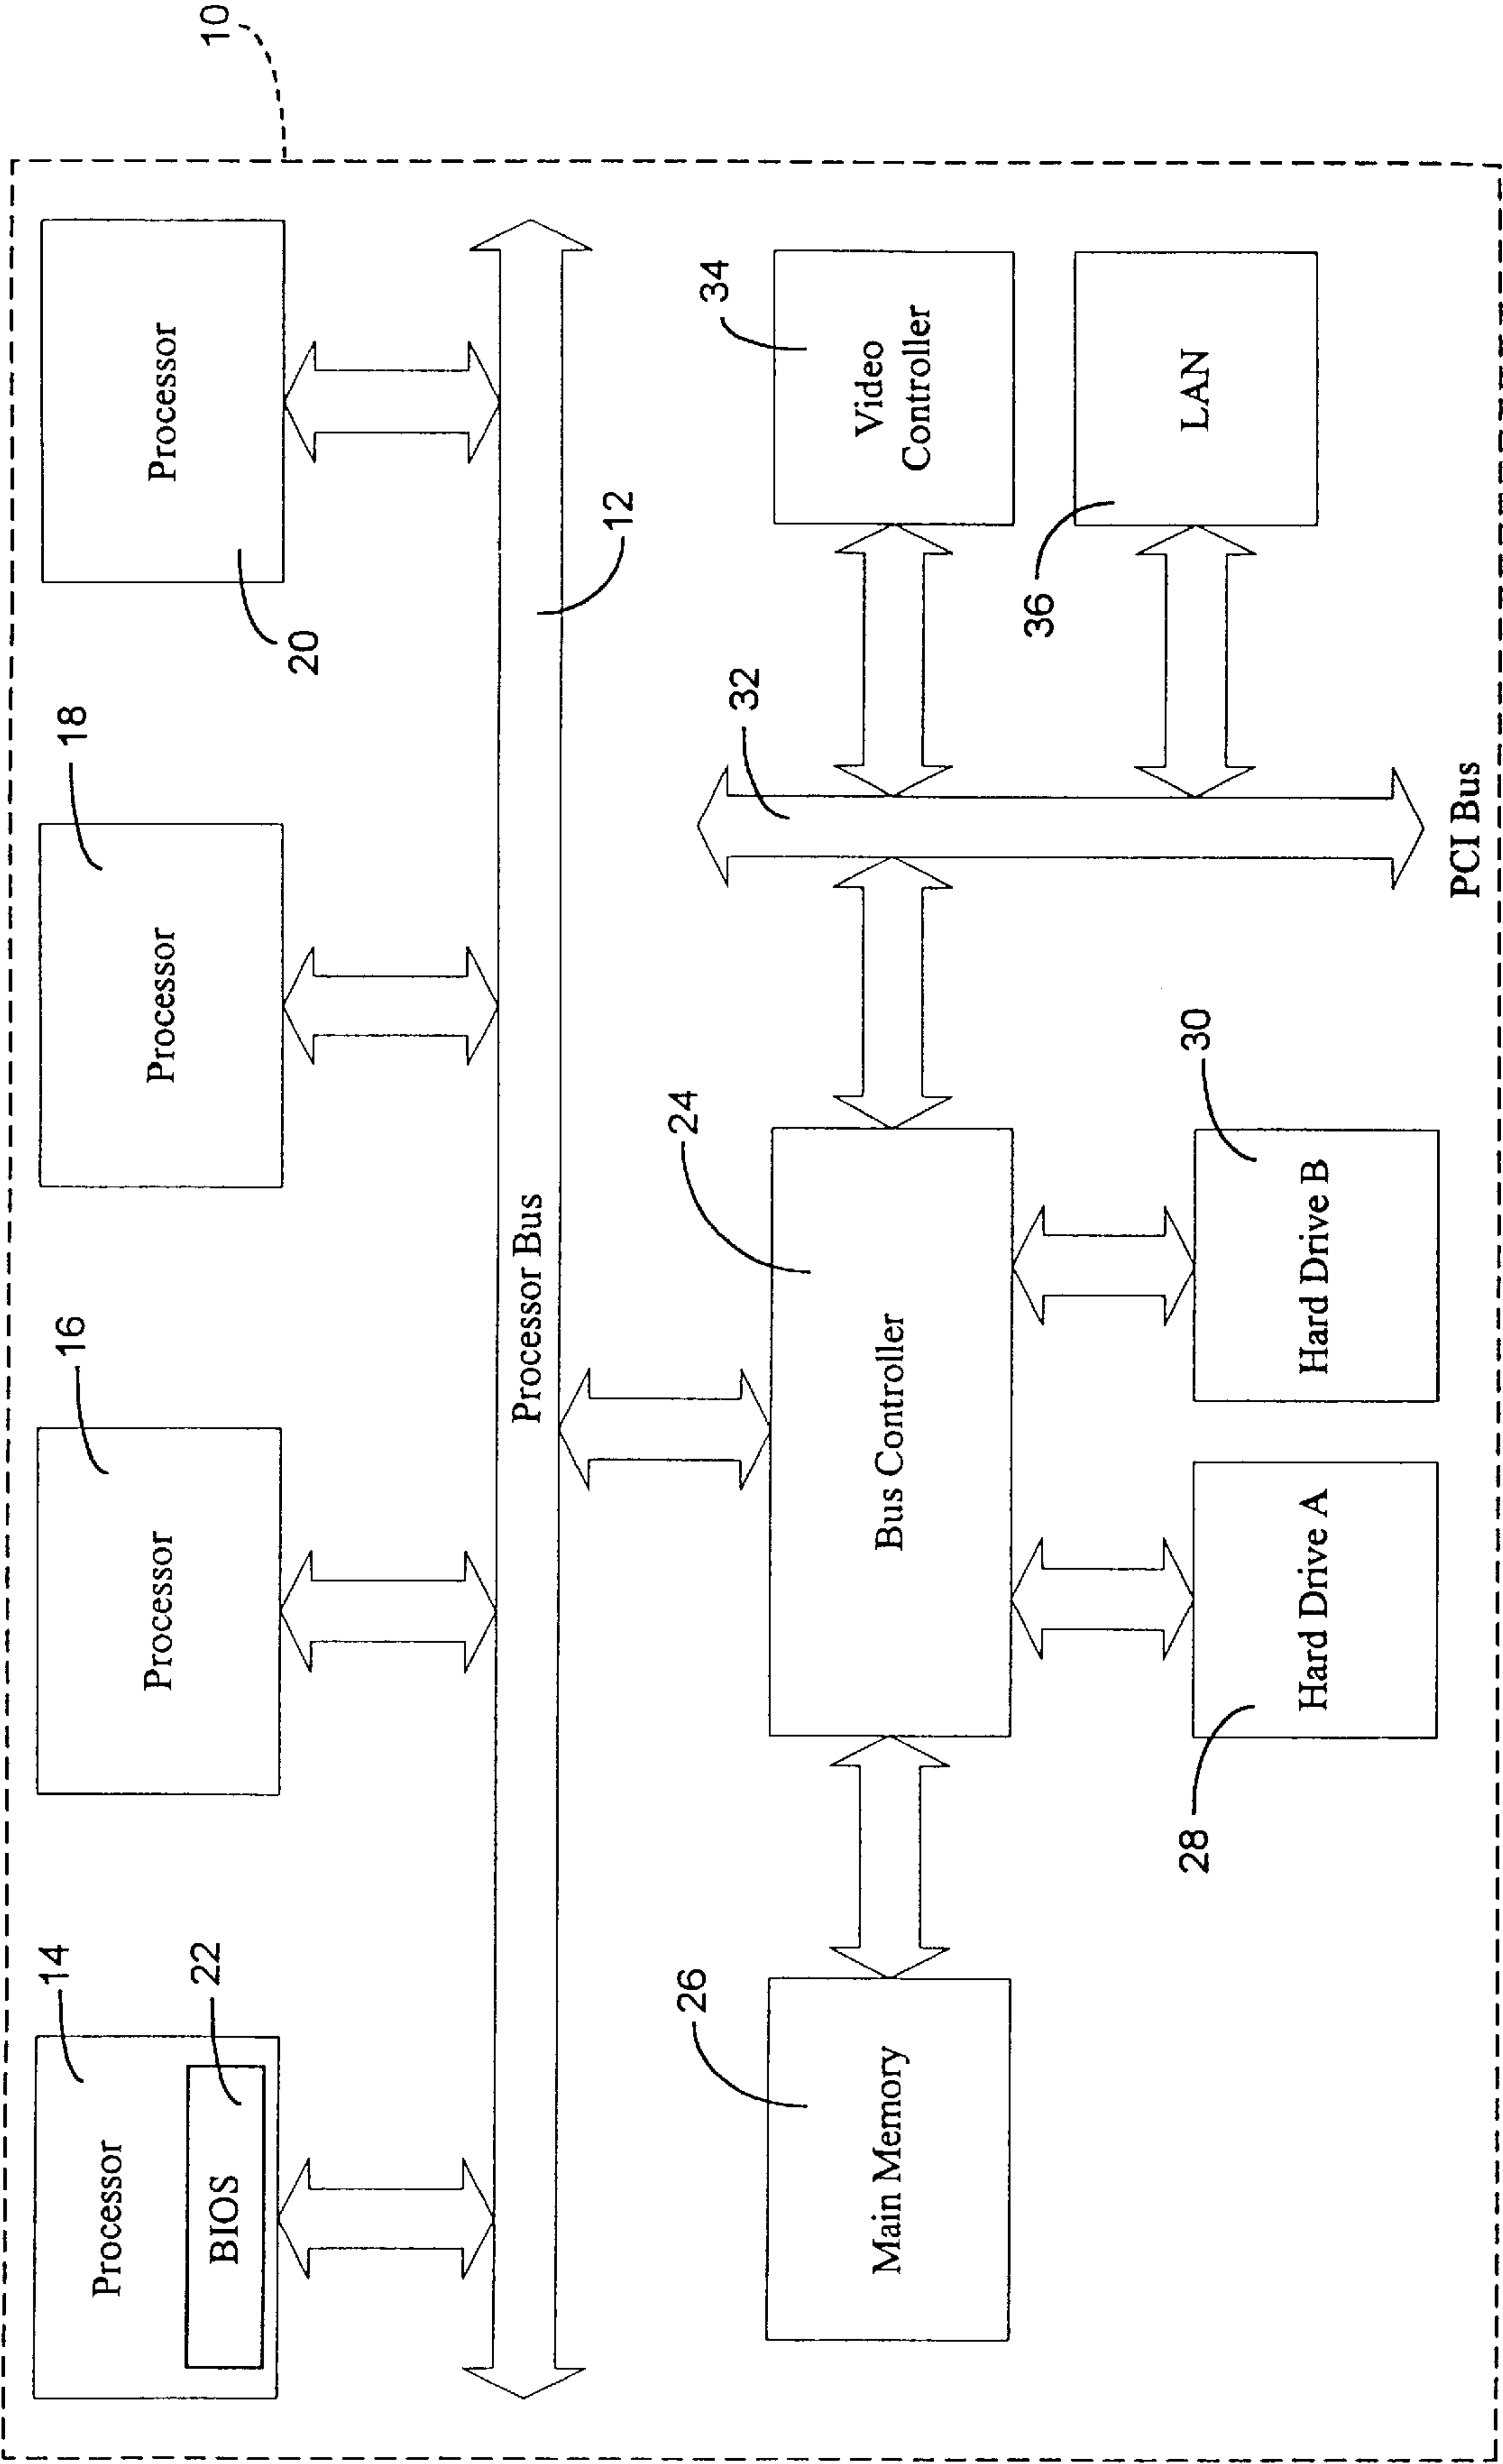 10
14
16
18
20
Processor
Processor
Processor
Processor
22
BIOS
Processor Bus
12
26
Main Memory
24
Bus Controller
32
34
Video
Controller
36
LAN
28
Hard Drive A
30
Hard Drive B
PCI Bus